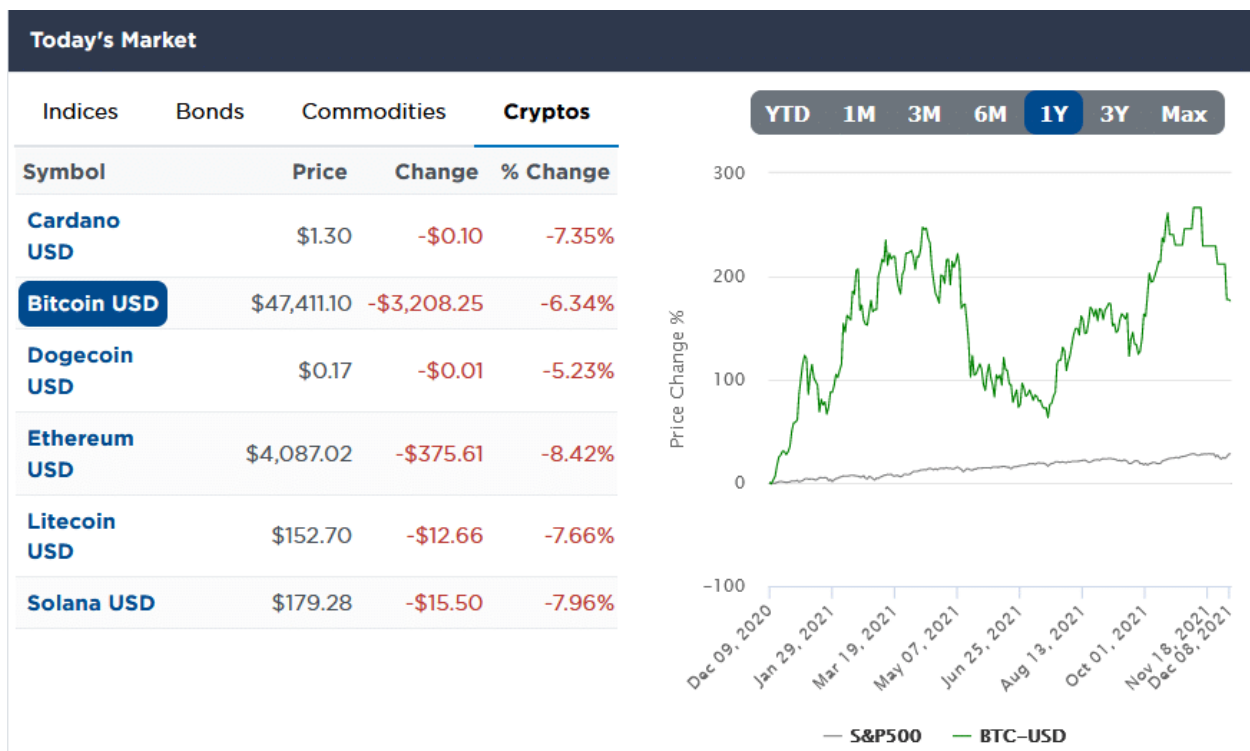 Today's Market
Indices Bonds Commodities Cryptos
Symbol Price Change % Change
Cardano
USD $1.30 -$0.10 -7.35%
Bitcoin USD $47,411.10 -$3,208.25 -6.34%
Dogecoin
USD $0.17 -$0.01 -5.23%
Ethereum
USD $4,087.02 -$375.61 -8.42%
Litecoin
USD $152.70 -$12.66 -7.66%
Solana USD $179.28 -$15.50 -7.96%
YTD 1M 3M 6M 1Y 3Y Max
Price Change %
300
200
100
0
-100
Dec 09, 2020
Jan 29, 2021
Mar 19, 2021
May 07, 2021
Jun 25, 2021
Aug 13, 2021
Oct 01, 2021
Nov 18, 2021
Dec 08, 2021
S&P500 BTC-USD